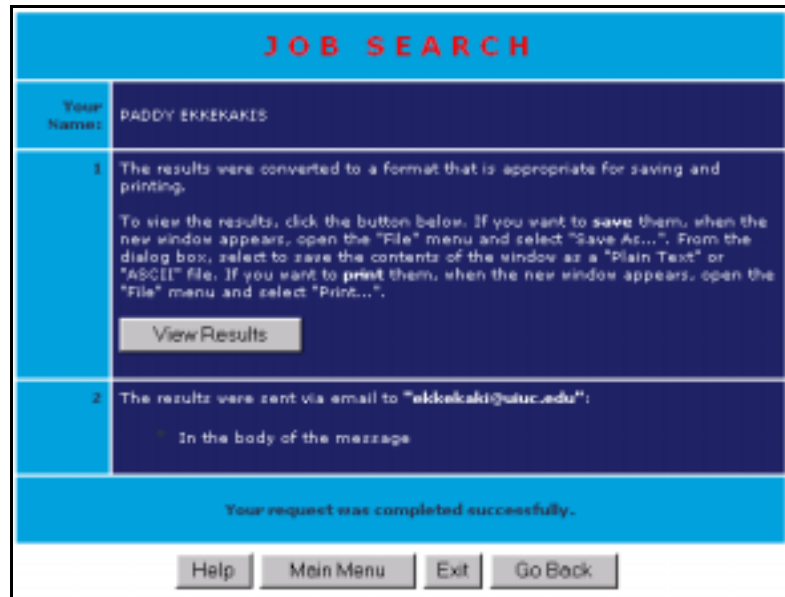 JOB SEARCH
Your
Name:
PADDY EKKEKAKIS
1
The results were converted to a format that is appropriate for saving and
printing.
To view the results, click the button below. If you want to save them, when the
new window appears, open the "File" menu and select "Save As...". From the
dialog box, select to save the contents of the window as a "Plain Text" or
"ASCII" file. If you want to print them, when the new window appears, open the
"File" menu and select "Print...".
View Results
2
The results were sent via email to "ekkekaki@uiuc.edu":
* In the body of the message
Your request was completed successfully.
Help Main Menu Exit Go Back